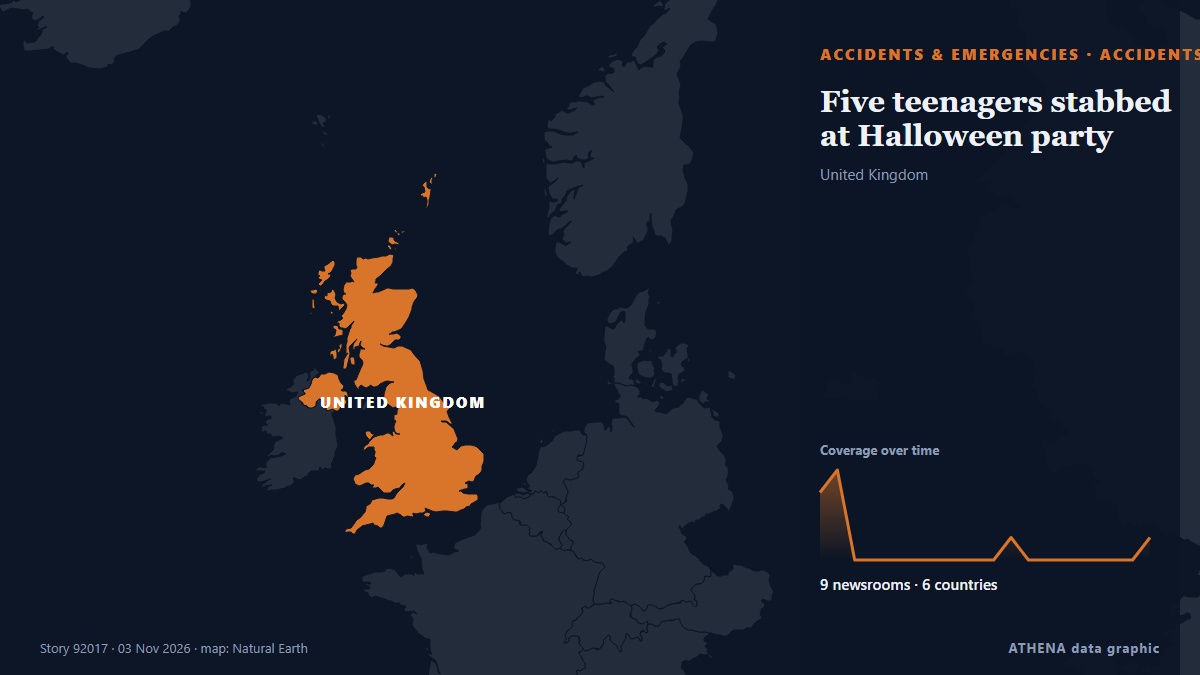 ACCIDENTS & EMERGENCIES · ACCIDENTS
Five teenagers stabbed
at Halloween party
United Kingdom
UNITED KINGDOM
Coverage over time
9 newsrooms · 6 countries
Story 92017 · 03 Nov 2026 · map: Natural Earth
ATHENA data graphic